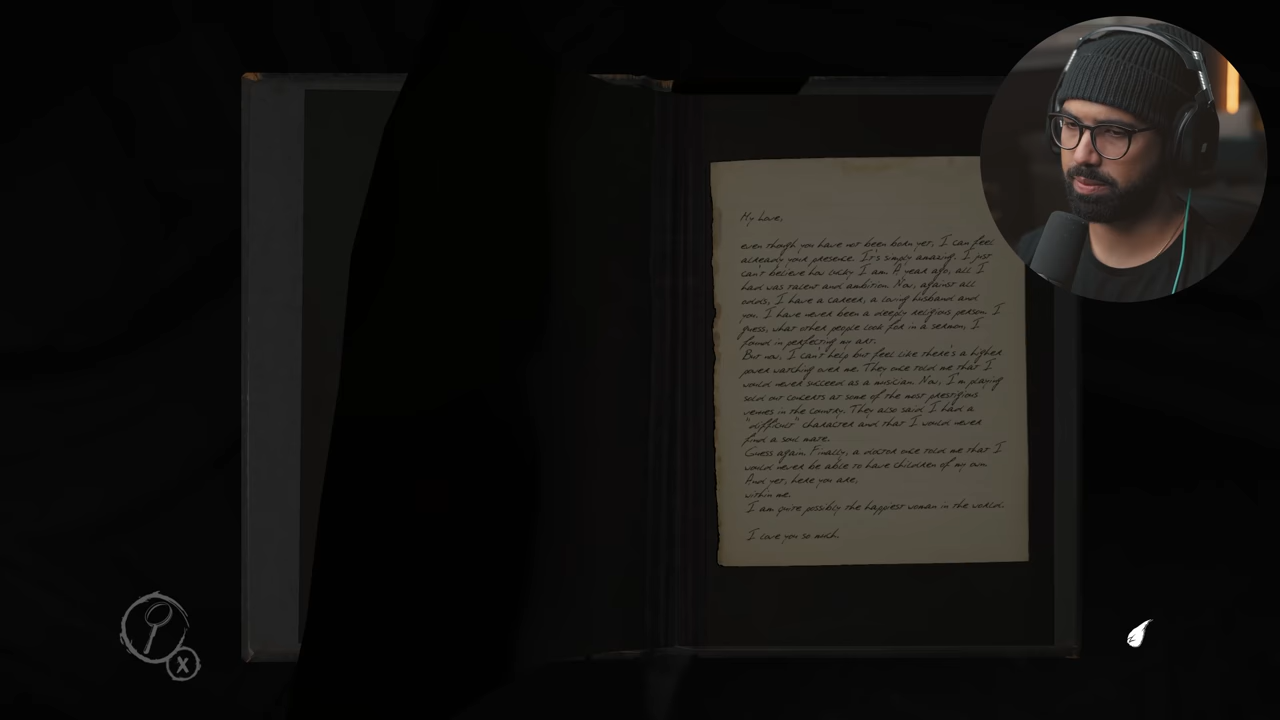 My Love,
even though you have not been born yet, I can feel
already your presence. It's simply amazing. I just
can't believe how lucky I am. A year ago, all I
had was talent and ambition. Now, against all
odds, I have a career, a loving husband and
you. I have never been a deeply religious person. I
guess, what other people look for in a sermon, I
found in perfecting my art.
But now, I can't help but feel like there's a higher
power watching over me. They once told me that I
would never succeed as a musician. Now, I'm playing
sold out concerts at some of the most prestigious
venues in the country. They also said I had a
"difficult" character and that I would never
find a soul mate.
Guess again. Finally, a doctor once told me that I
would never be able to have children of my own.
And yet, here you are,
within me.
I am quite possibly the happiest woman in the world.
I love you so much.
X